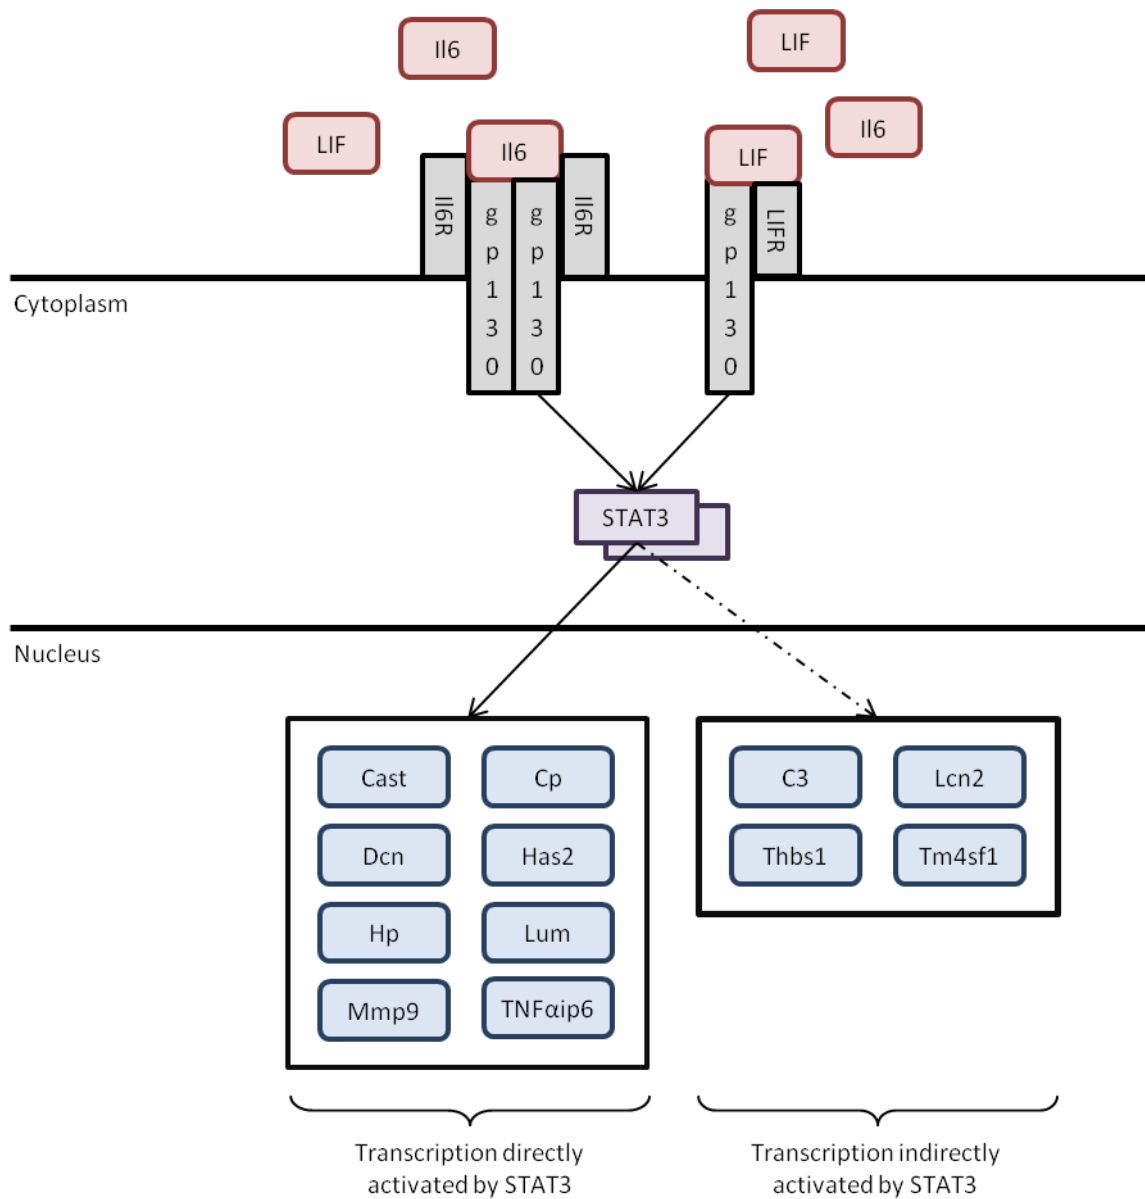 Il6
LIF
LIF
Il6
Il6
LIF
Il6R
gp130
gp130
Il6R
gp130
LIFR
Cytoplasm
STAT3
Nucleus
Cast
Cp
C3
Lcn2
Dcn
Has2
Thbs1
Tm4sf1
Hp
Lum
Mmp9
TNFαip6
Transcription directly
activated by STAT3
Transcription indirectly
activated by STAT3